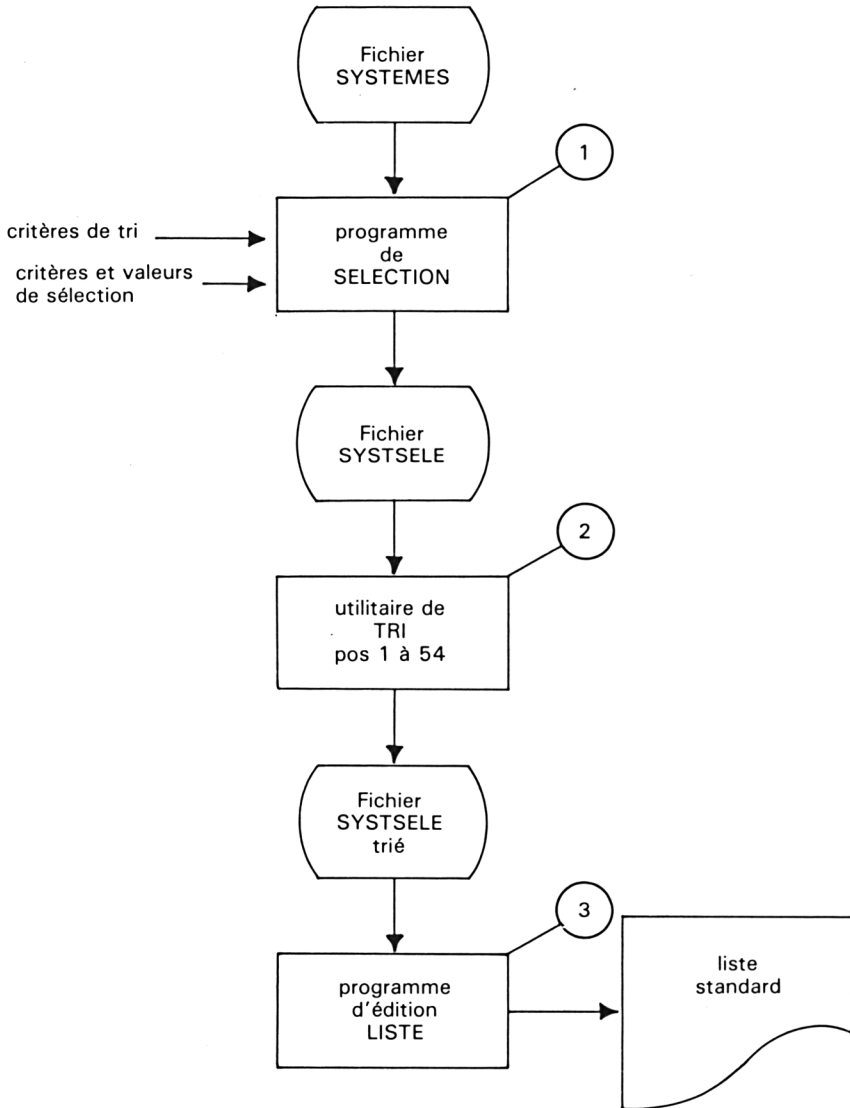 Fichier
SYSTEMES
1
critères de tri
critères et valeurs
de sélection
programme
de
SELECTION
Fichier
SYSTSELE
2
utilitaire de
TRI
pos 1 à 54
Fichier
SYSTSELE
trié
3
programme
d'édition
LISTE
liste
standard